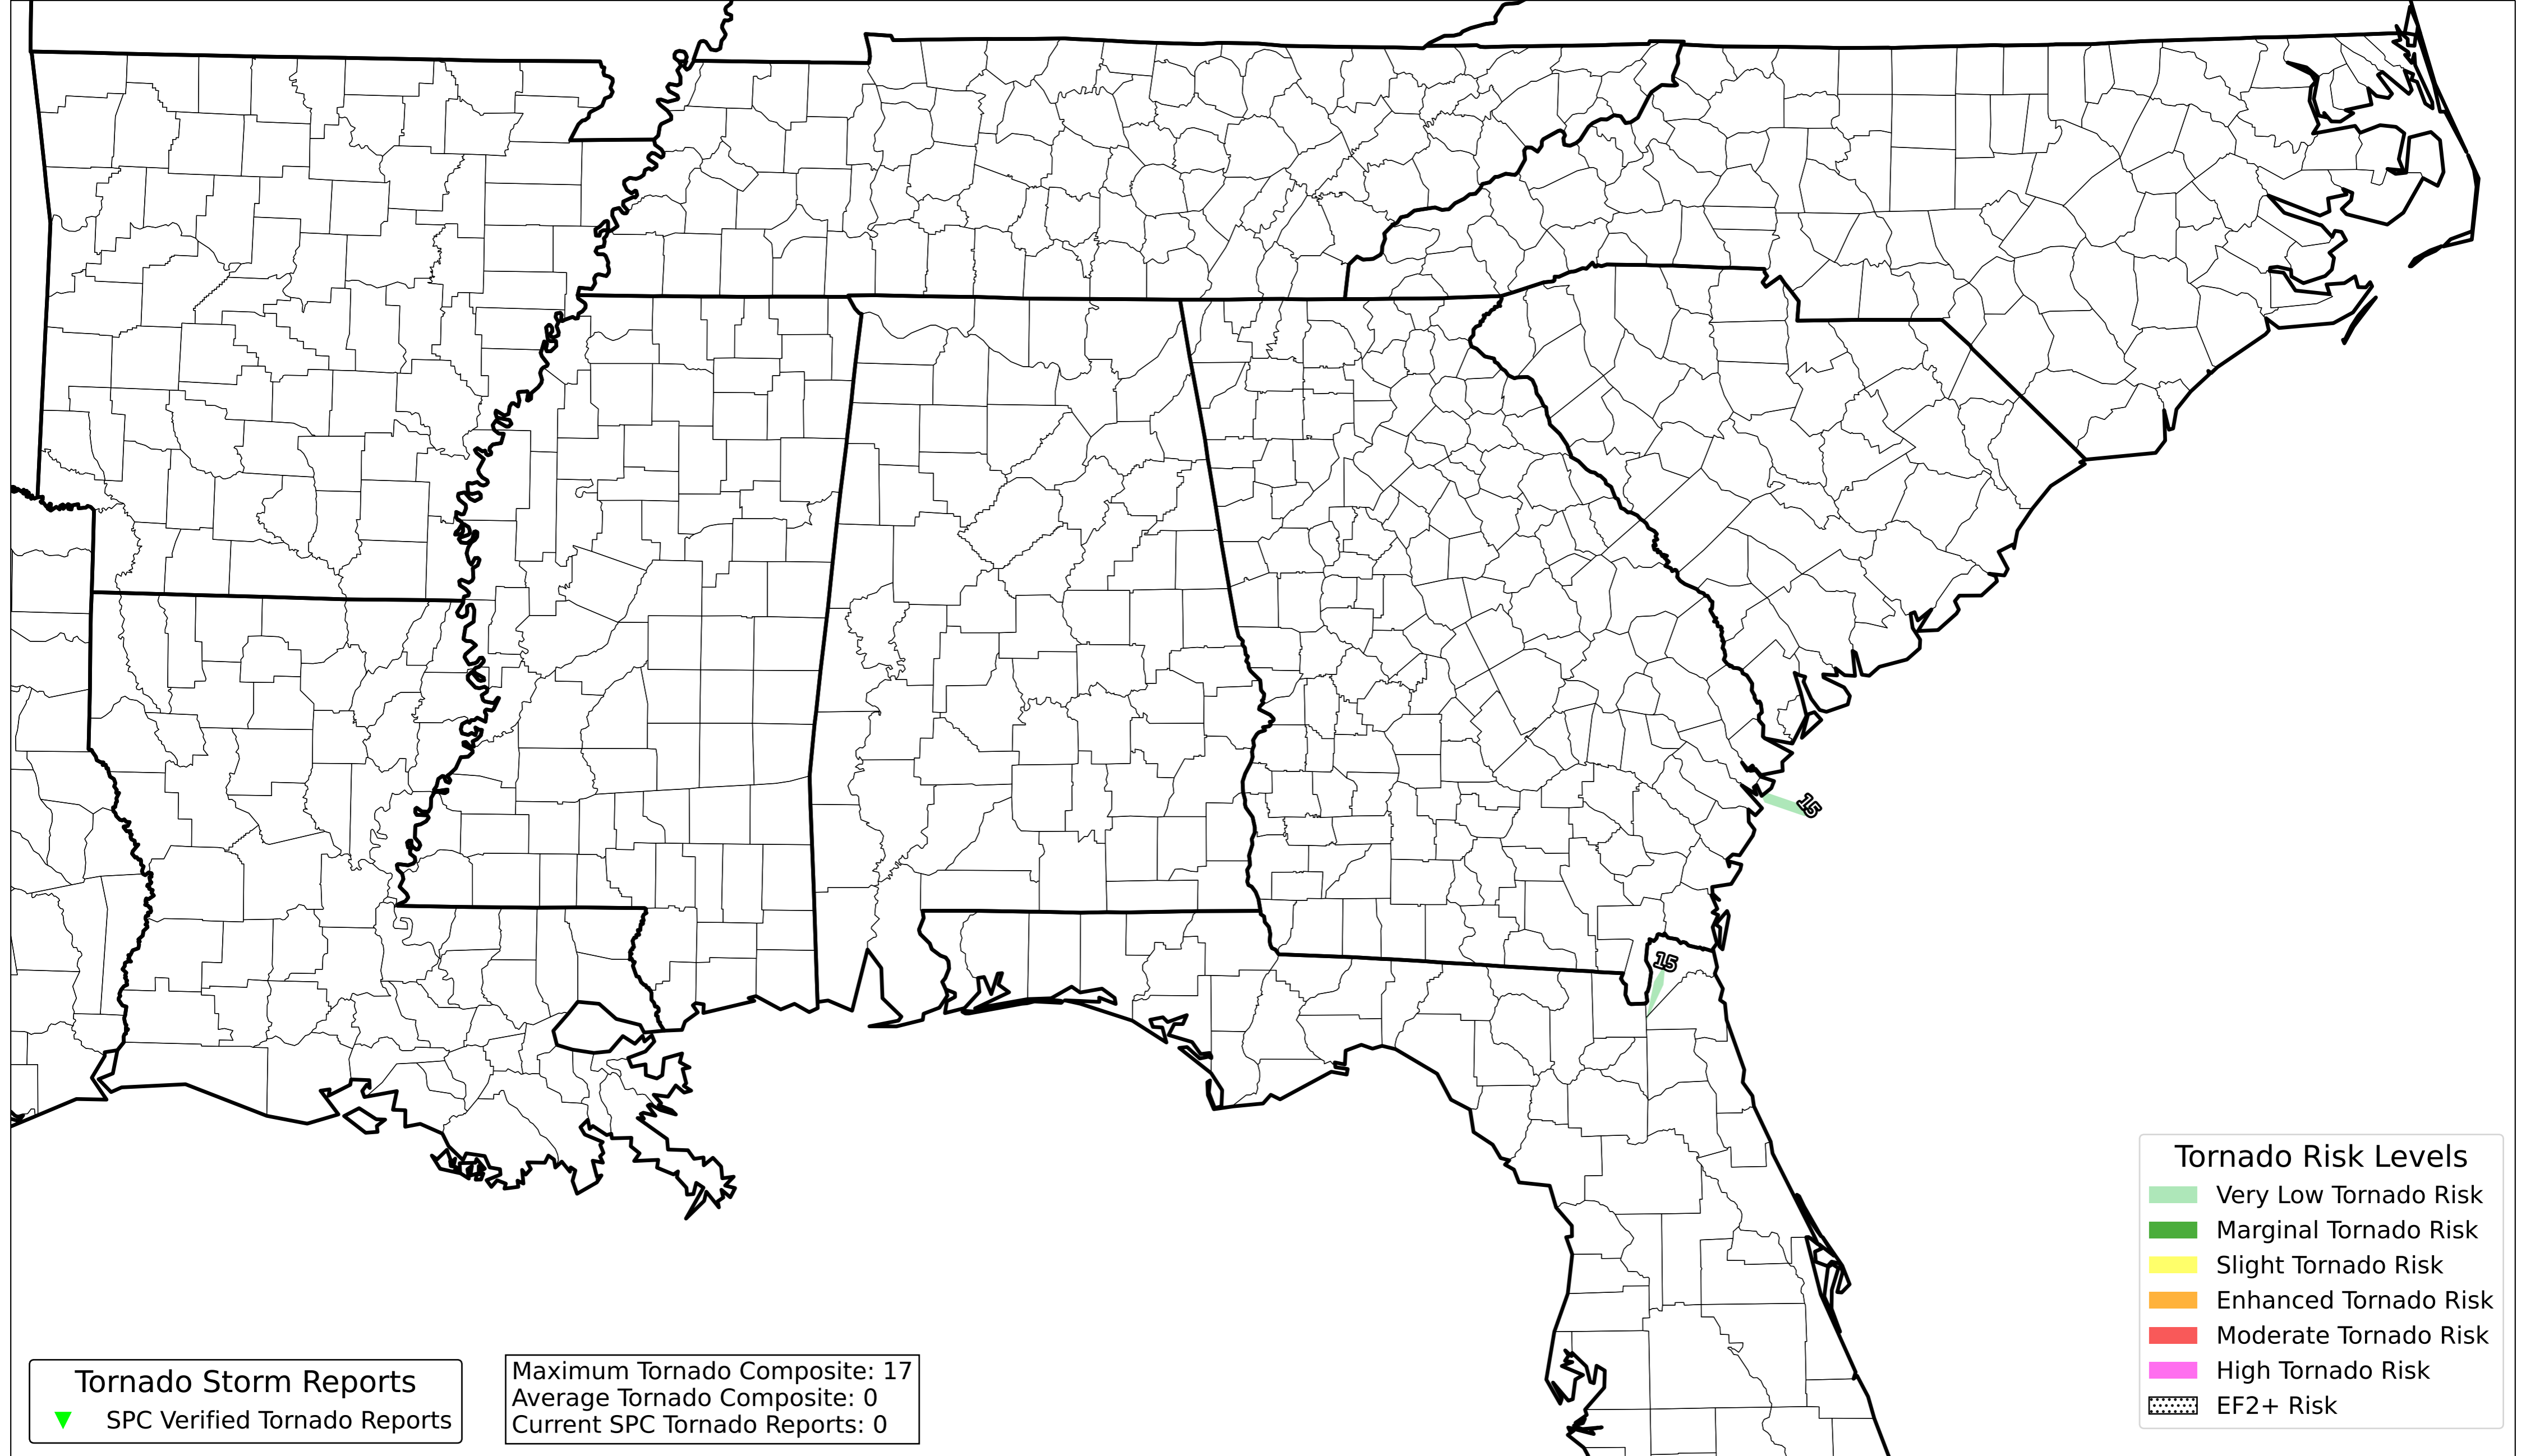 15
15
Tornado Risk Levels
Very Low Tornado Risk
Marginal Tornado Risk
Slight Tornado Risk
Enhanced Tornado Risk
Moderate Tornado Risk
High Tornado Risk
EF2+ Risk
Tornado Storm Reports
SPC Verified Tornado Reports
Maximum Tornado Composite: 17
Average Tornado Composite: 0
Current SPC Tornado Reports: 0